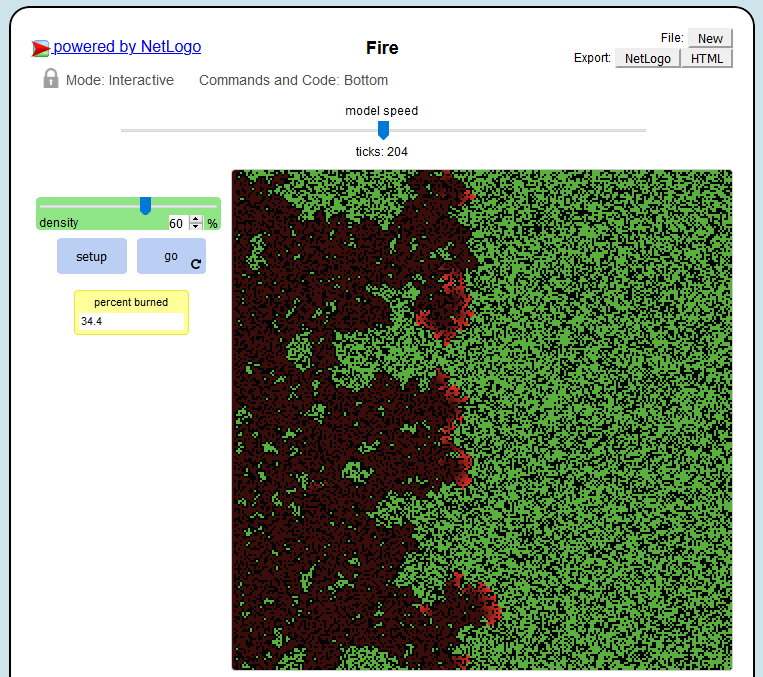 powered by NetLogo
Fire
File: New
Export: NetLogo HTML
Mode: Interactive Commands and Code: Bottom
model speed
ticks: 204
density 60 %
setup go
percent burned
34.4